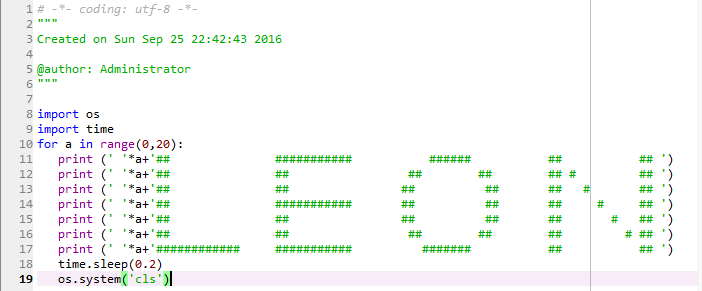 1 # -*- coding: utf-8 -*-
2 """
3 Created on Sun Sep 25 22:42:43 2016
4
5 @author: Administrator
6 """
7
8 import os
9 import time
10 for a in range(0,20):
11    print (' '*a+'##               ###########           ######           ##           ## ')
12    print (' '*a+'##               ##                 ##        ##        ## #         ## ')
13    print (' '*a+'##               ##                ##          ##       ##   #       ## ')
14    print (' '*a+'##               ###########       ##          ##       ##     #     ## ')
15    print (' '*a+'##               ##                ##          ##       ##       #   ## ')
16    print (' '*a+'##               ##                 ##        ##        ##         # ## ')
17    print (' '*a+'############     ###########          #######           ##           ## ')
18    time.sleep(0.2)
19    os.system('cls')